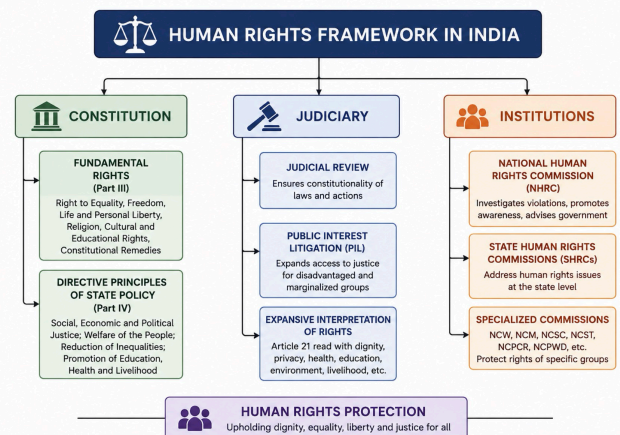 HUMAN RIGHTS FRAMEWORK IN INDIA
CONSTITUTION
FUNDAMENTAL
RIGHTS
(Part III)
Right to Equality, Freedom,
Life and Personal Liberty,
Religion, Cultural and
Educational Rights,
Constitutional Remedies
DIRECTIVE PRINCIPLES
OF STATE POLICY
(Part IV)
Social, Economic and Political
Justice; Welfare of the People;
Reduction of Inequalities;
Promotion of Education,
Health and Livelihood
JUDICIARY
JUDICIAL REVIEW
Ensures constitutionality of
laws and actions
PUBLIC INTEREST
LITIGATION (PIL)
Expands access to justice
for disadvantaged and
marginalized groups
EXPANSIVE INTERPRETATION
OF RIGHTS
Article 21 read with dignity,
privacy, health, education,
environment, livelihood, etc.
INSTITUTIONS
NATIONAL HUMAN
RIGHTS COMMISSION
(NHRC)
Investigates violations, promotes
awareness, advises government
STATE HUMAN RIGHTS
COMMISSIONS (SHRCs)
Address human rights issues
at the state level
SPECIALIZED COMMISSIONS
NCW, NCM, NCSC, NCST,
NCPCR, NCPWD, etc.
Protect rights of specific groups
HUMAN RIGHTS PROTECTION
Upholding dignity, equality, liberty and justice for all